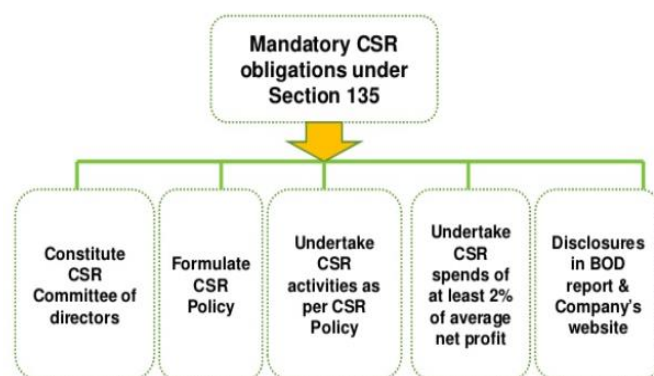 Mandatory CSR
obligations under
Section 135
Constitute
CSR
Committee of
directors
Formulate
CSR
Policy
Undertake
CSR
activities as
per CSR
Policy
Undertake
CSR
spends of
at least 2%
of average
net profit
Disclosures
in BOD
report &
Company's
website